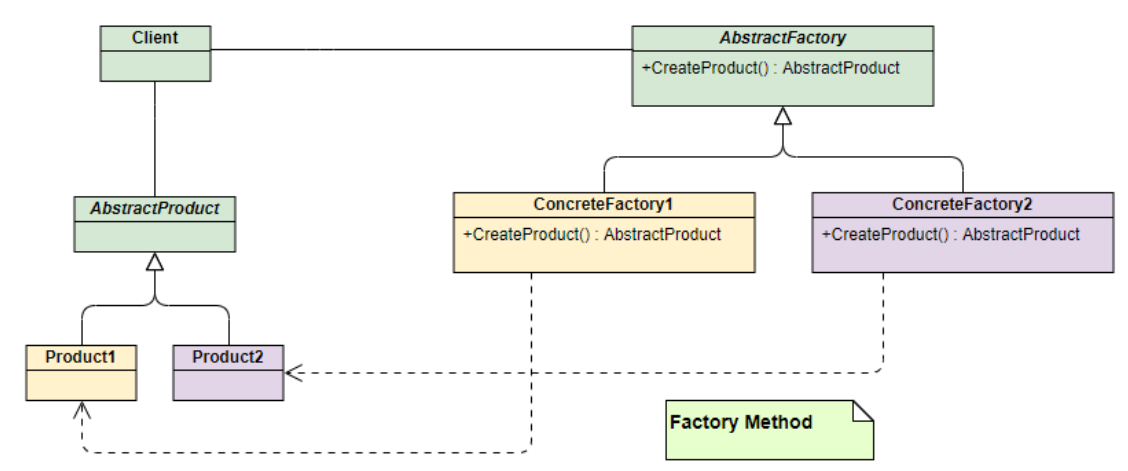 Client
AbstractFactory
+CreateProduct() : AbstractProduct
AbstractProduct
ConcreteFactory1
+CreateProduct() : AbstractProduct
ConcreteFactory2
+CreateProduct() : AbstractProduct
Product1
Product2
Factory Method